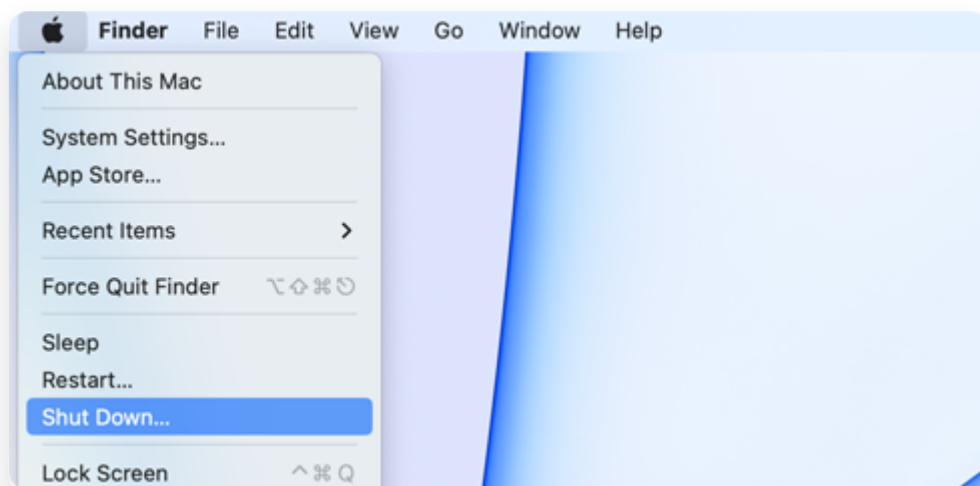 Finder File Edit View Go Window Help
About This Mac
System Settings...
App Store...
Recent Items
Force Quit Finder ⌥⇧⌘⎋
Sleep
Restart...
Shut Down...
Lock Screen ^⌘Q